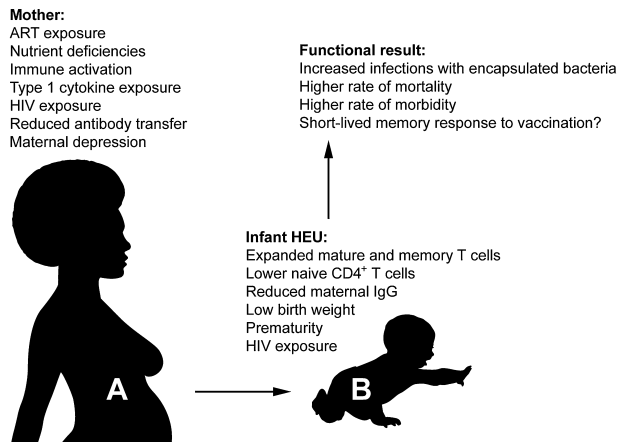 Mother:
ART exposure
Nutrient deficiencies
Immune activation
Type 1 cytokine exposure
HIV exposure
Reduced antibody transfer
Maternal depression
Functional result:
Increased infections with encapsulated bacteria
Higher rate of mortality
Higher rate of morbidity
Short-lived memory response to vaccination?
Infant HEU:
Expanded mature and memory T cells
Lower naive CD4⁺ T cells
Reduced maternal IgG
Low birth weight
Prematurity
HIV exposure
A
B